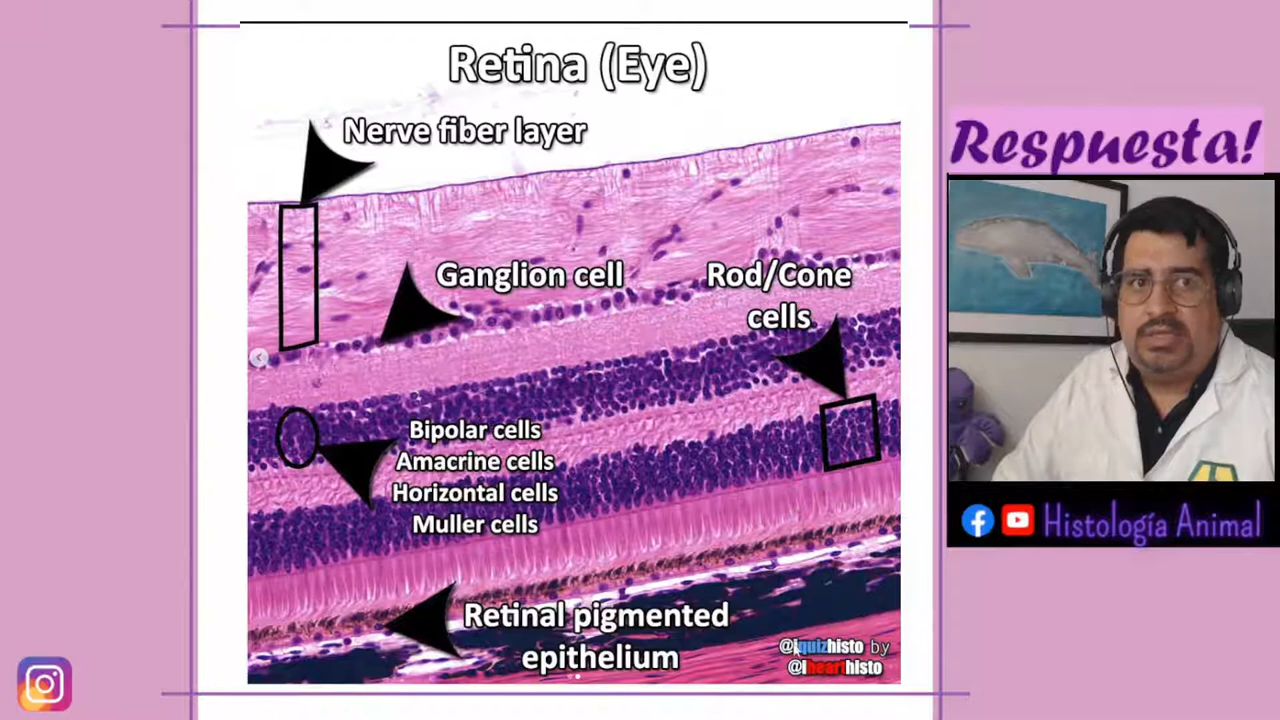 Retina (Eye)
Nerve fiber layer
Respuesta!
Ganglion cell
Rod/Cone
cells
Bipolar cells
Amacrine cells
Horizontal cells
Muller cells
Histología Animal
Retinal pigmented
epithelium
@iquizhisto by
@ihearthisto